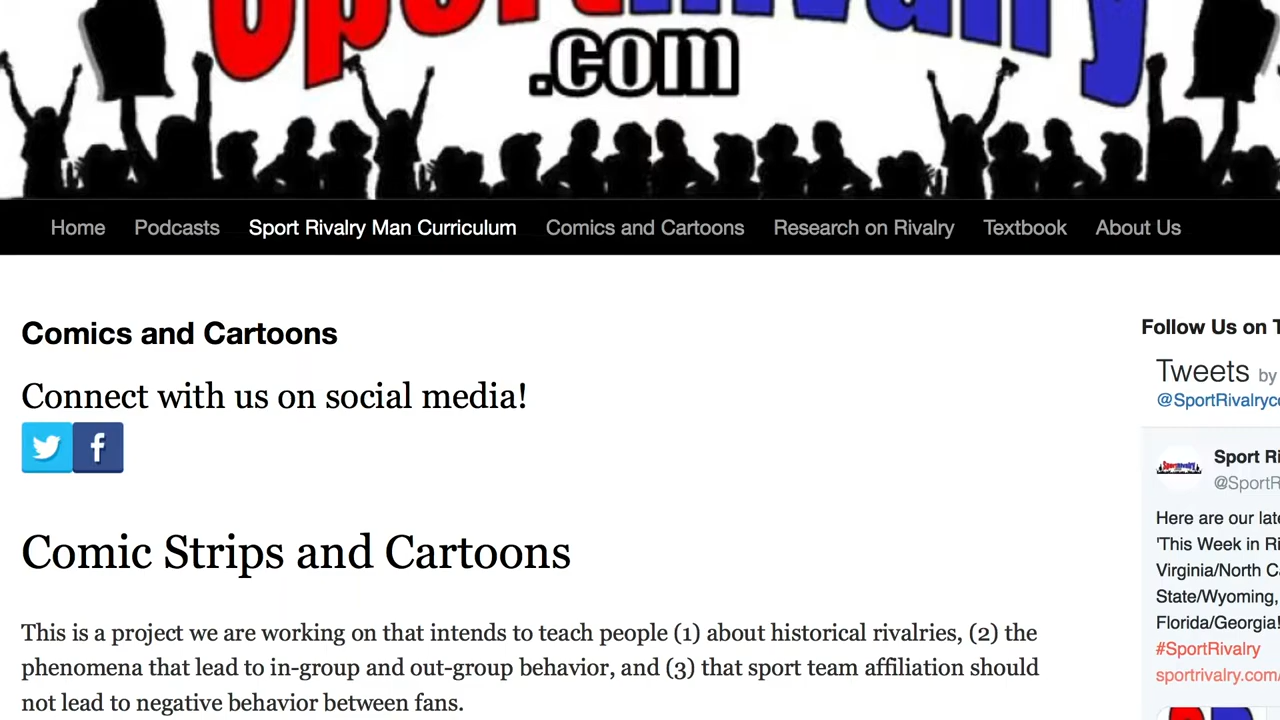 SportRivalry
.com
Home Podcasts Sport Rivalry Man Curriculum Comics and Cartoons Research on Rivalry Textbook About Us
Comics and Cartoons
Connect with us on social media!
Comic Strips and Cartoons
This is a project we are working on that intends to teach people (1) about historical rivalries, (2) the
phenomena that lead to in-group and out-group behavior, and (3) that sport team affiliation should
not lead to negative behavior between fans.
Follow Us on
Tweets by
@SportRivalryc
Sport Ri
@SportR
Here are our late
'This Week in Ri
Virginia/North C
State/Wyoming,
Florida/Georgia!
#SportRivalry
sportrivalry.com/